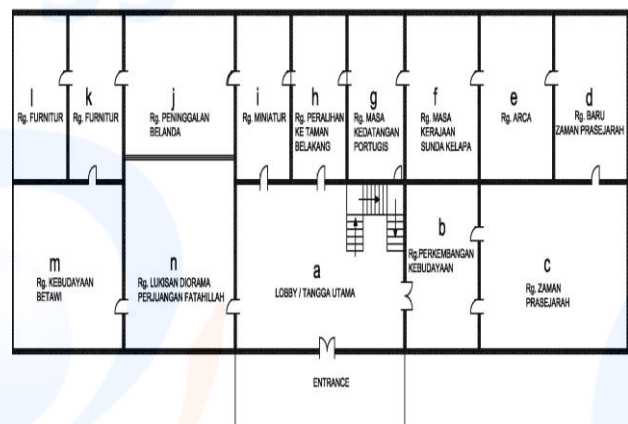 l
Rg. FURNITUR
k
Rg. FURNITUR
j
Rg. PENINGGALAN
BELANDA
i
Rg. MINIATUR
h
Rg. PERALIHAN
KE TAMAN
BELAKANG
g
Rg. MASA
KEDATANGAN
PORTUGIS
f
Rg. MASA
KERAJAAN
SUNDA KELAPA
e
Rg. ARCA
d
Rg. BARU
ZAMAN PRASEJARAH
m
Rg. KEBUDAYAAN
BETAWI
n
Rg. LUKISAN DIORAMA
PERJUANGAN FATAHILLAH
a
LOBBY / TANGGA UTAMA
b
Rg.PERKEMBANGAN
KEBUDAYAAN
c
Rg. ZAMAN
PRASEJARAH
ENTRANCE